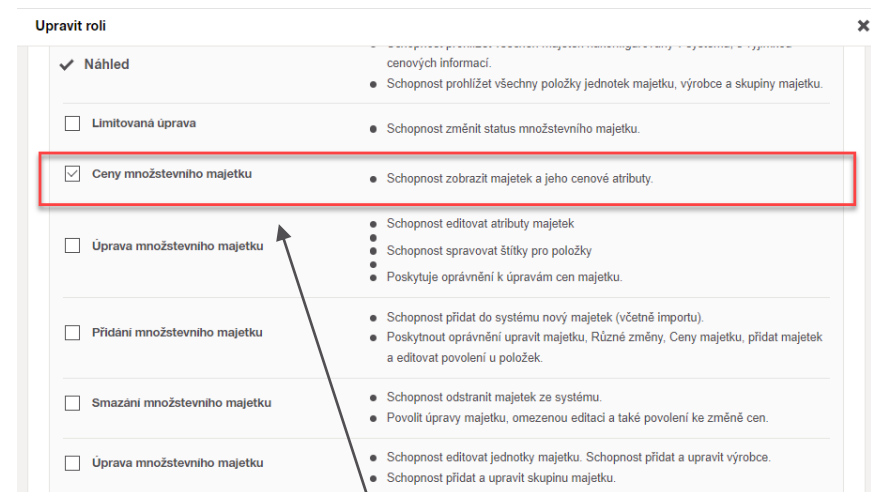 Upravit roli
cenových informací.
Náhled
Schopnost prohlížet všechny položky jednotek majetku, výrobce a skupiny majetku.
Limitovaná úprava
Schopnost změnit status množstevního majetku.
Ceny množstevního majetku
Schopnost zobrazit majetek a jeho cenové atributy.
Schopnost editovat atributy majetek
Úprava množstevního majetku
Schopnost spravovat štítky pro položky
Poskytuje oprávnění k úpravám cen majetku.
Schopnost přidat do systému nový majetek (včetně importu).
Přidání množstevního majetku
Poskytnout oprávnění upravit majetku, Různé změny, Ceny majetku, přidat majetek
a editovat povolení u položek.
Schopnost odstranit majetek ze systému.
Smazání množstevního majetku
Povolit úpravy majetku, omezenou editaci a také povolení ke změně cen.
Schopnost editovat jednotky majetku. Schopnost přidat a upravit výrobce.
Úprava množstevního majetku
Schopnost přidat a upravit skupinu majetku.